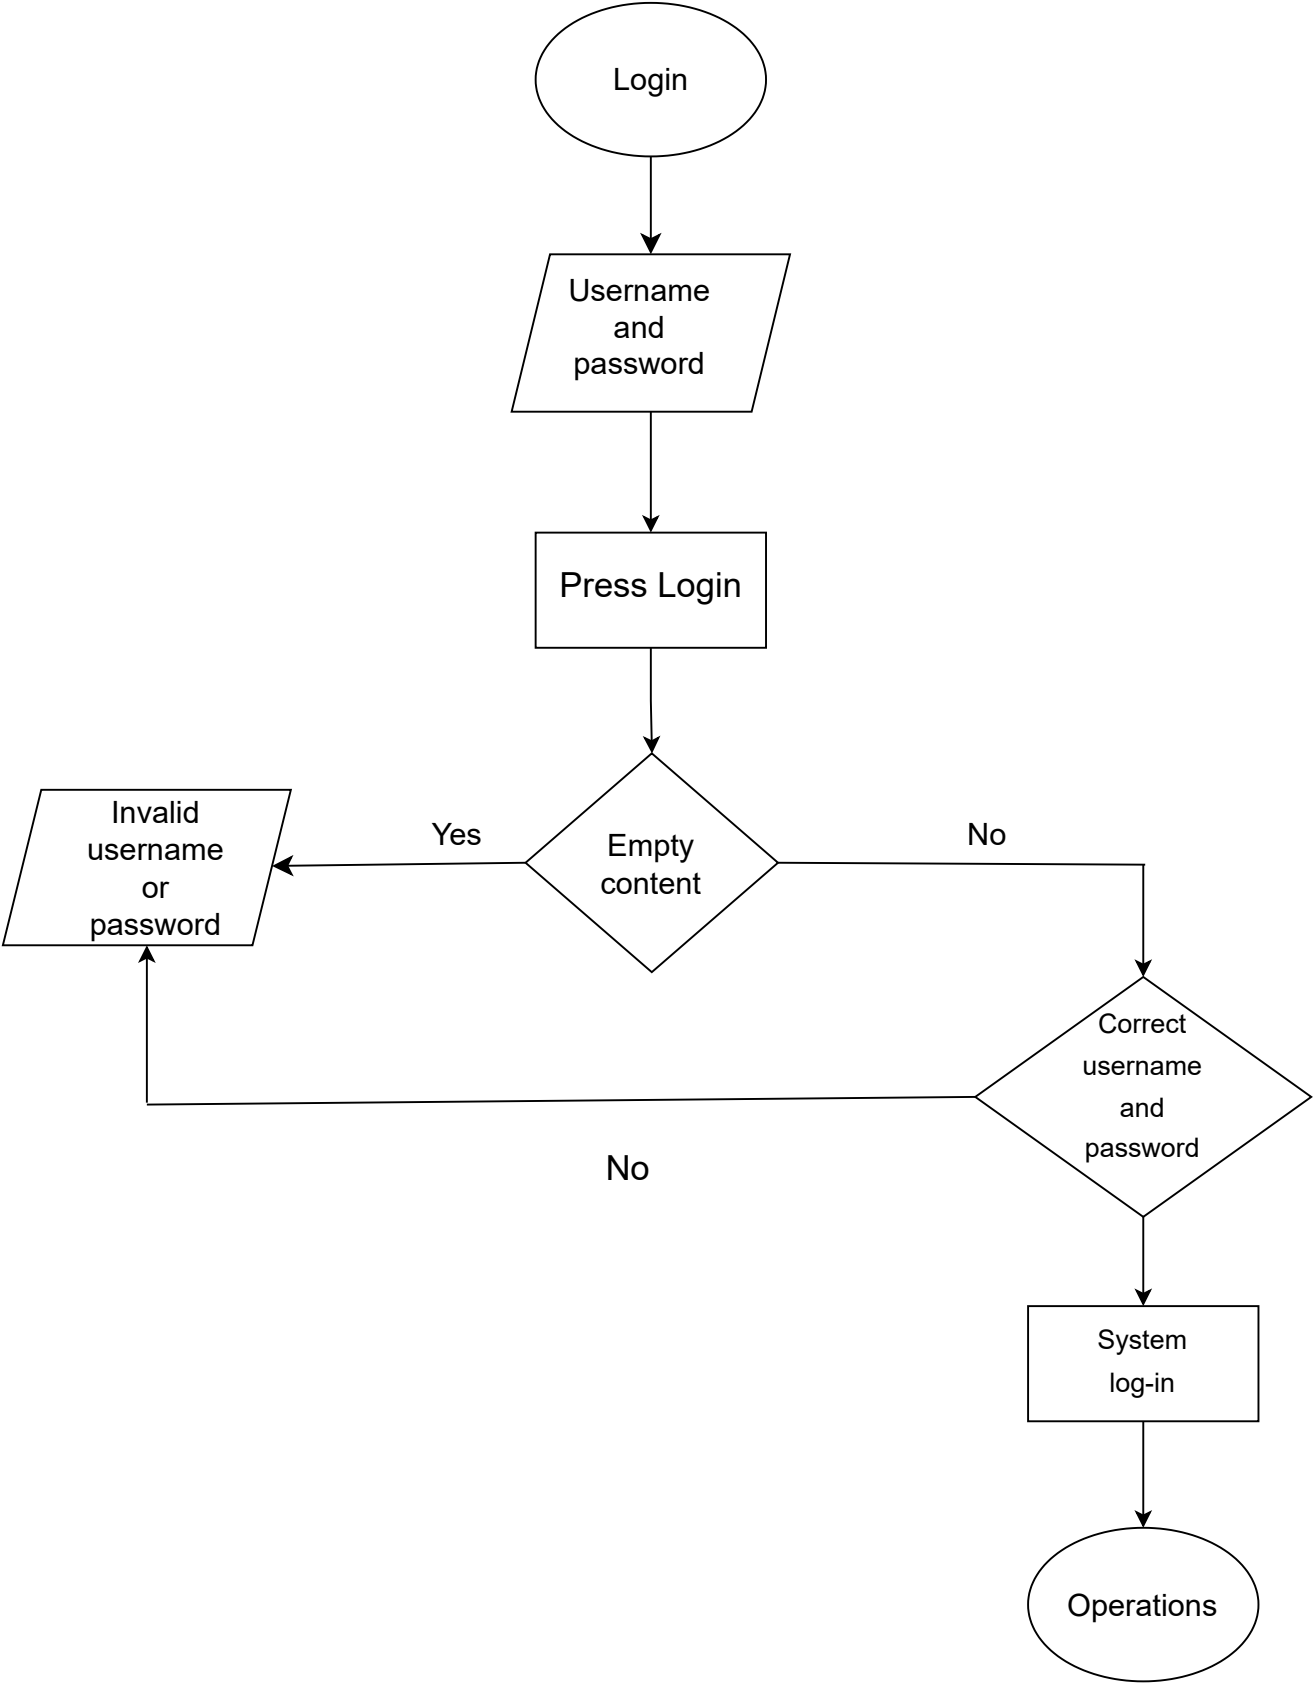 Login
Username
and
password
Press Login
Empty
content
Yes
No
Invalid
username
or
password
Correct
username
and
password
No
System
log-in
Operations